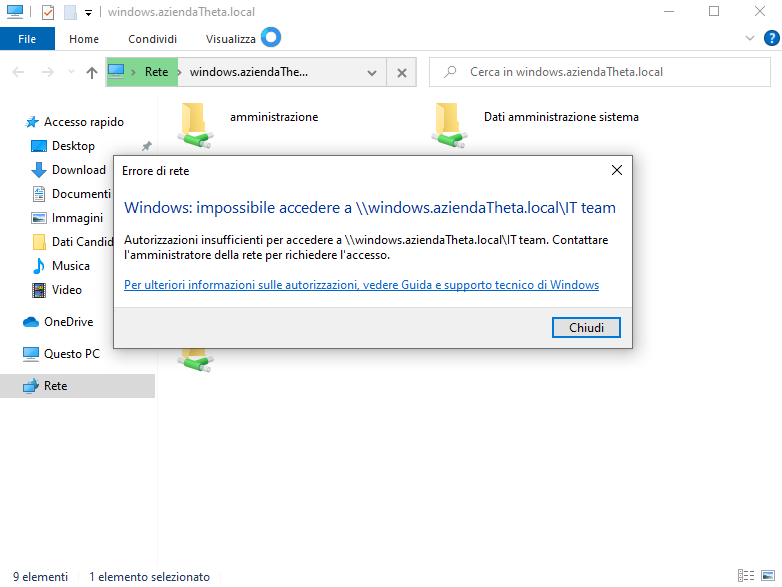 windows.aziendaTheta.local
File Home Condividi Visualizza
Rete windows.aziendaThe... Cerca in windows.aziendaTheta.local
Accesso rapido
Desktop
Download
Documenti
Immagini
Dati Candid
Musica
Video
OneDrive
Questo PC
Rete
amministrazione
Dati amministrazione sistema
Errore di rete
Windows: impossibile accedere a \\windows.aziendaTheta.local\IT team
Autorizzazioni insufficienti per accedere a \\windows.aziendaTheta.local\IT team. Contattare
l'amministratore della rete per richiedere l'accesso.
Per ulteriori informazioni sulle autorizzazioni, vedere Guida e supporto tecnico di Windows
Chiudi
9 elementi 1 elemento selezionato